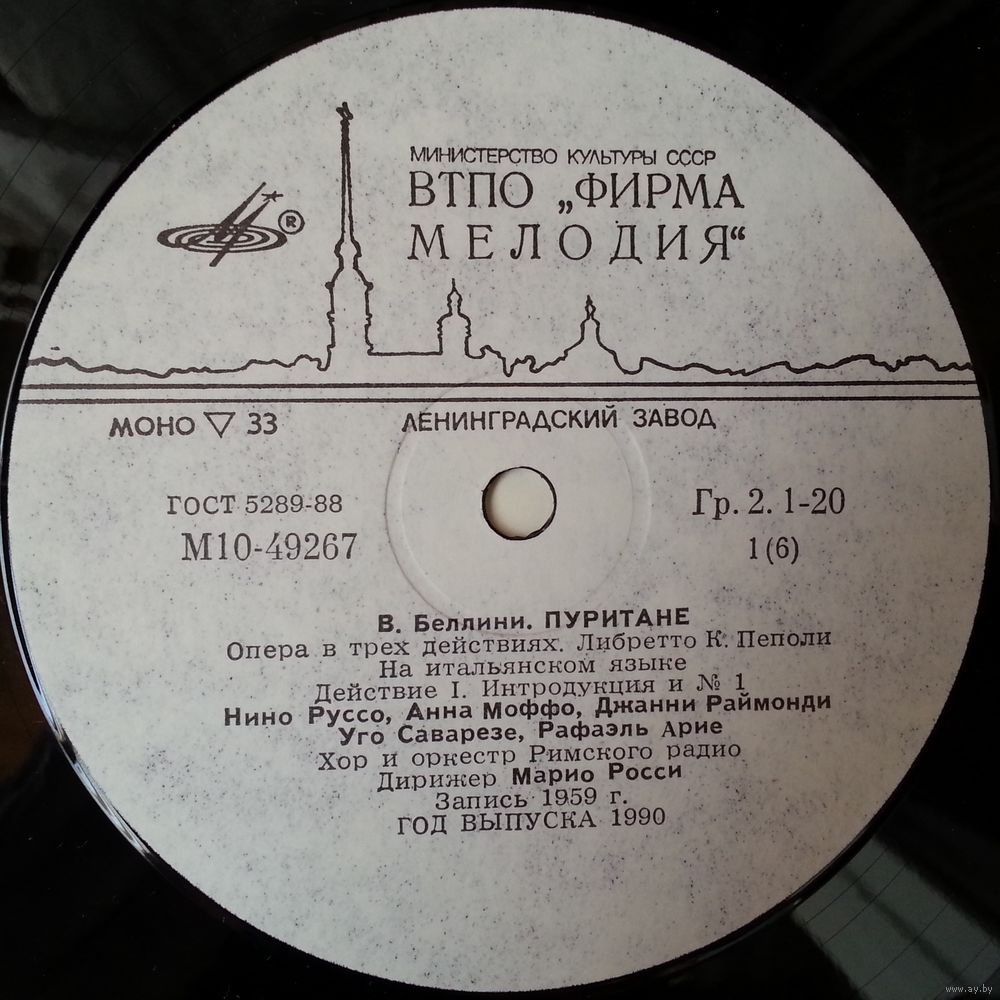 МИНИСТЕРСТВО КУЛЬТУРЫ СССР
ВТПО „ФИРМА
МЕЛОДИЯ“
®
МОНО ▽ 33
ЛЕНИНГРАДСКИЙ ЗАВОД
ГОСТ 5289-88
Гр. 2. 1-20
М10-49267
1 (6)
В. Беллини. ПУРИТАНЕ
Опера в трех действиях. Либретто К. Пеполи
На итальянском языке
Действие I. Интродукция и № 1
Нино Руссо, Анна Моффо, Джанни Раймонди
Уго Саварезе, Рафаэль Арие
Хор и оркестр Римского радио
Дирижер Марио Росси
Запись 1959 г.
ГОД ВЫПУСКА 1990
www.ay.by